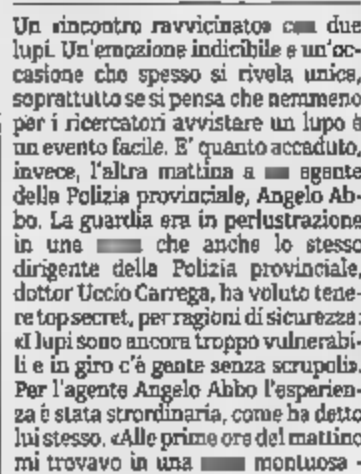 Un «incontro ravvicinato» due
lupi. Un'emozione indicibile e un'oc-
casione che spesso si rivela unica,
soprattutto se si pensa che nemmeno
per i ricercatori avvistare un lupo è
un evento facile. E' quanto accaduto,
invece, l'altra mattina a agente
della Polizia provinciale, Angelo Ab-
bo. La guardia era in perlustrazione
in una che anche lo stesso
dirigente della Polizia provinciale,
dottor Uccio Carrega, ha voluto tene-
re top secret, per ragioni di sicurezza:
«I lupi sono ancora troppo vulnerabi-
li e in giro c'è gente senza scrupoli».
Per l'agente Angelo Abbo l'esperien-
za è stata strordinaria, come ha detto
lui stesso. «Alle prime ore del mattino
mi trovavo in una montuosa